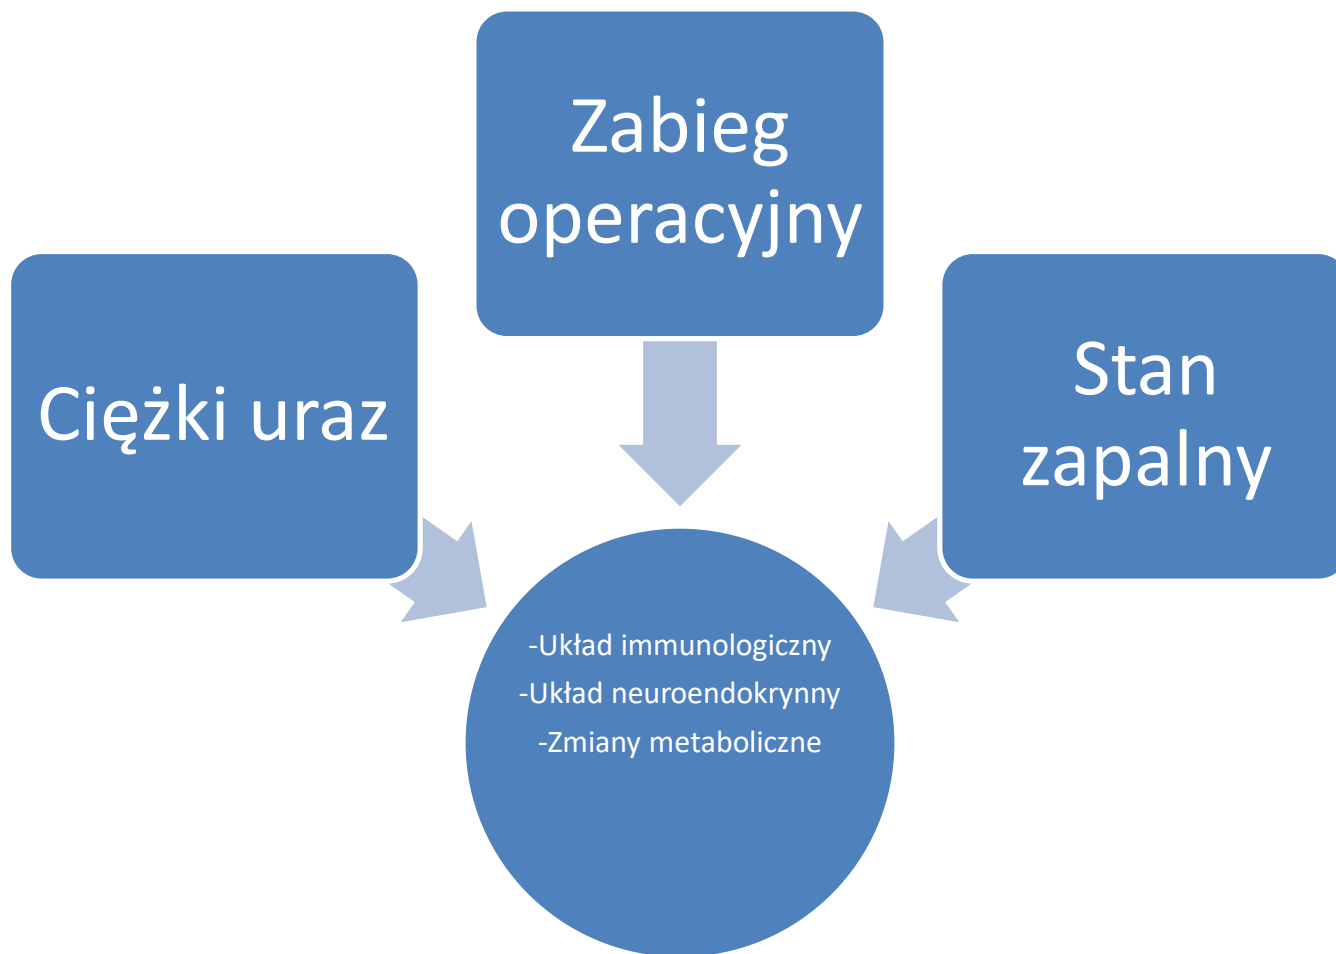 Zabieg
operacyjny
Ciężki uraz
Stan
zapalny
-Układ immunologiczny
-Układ neuroendokrynny
-Zmiany metaboliczne